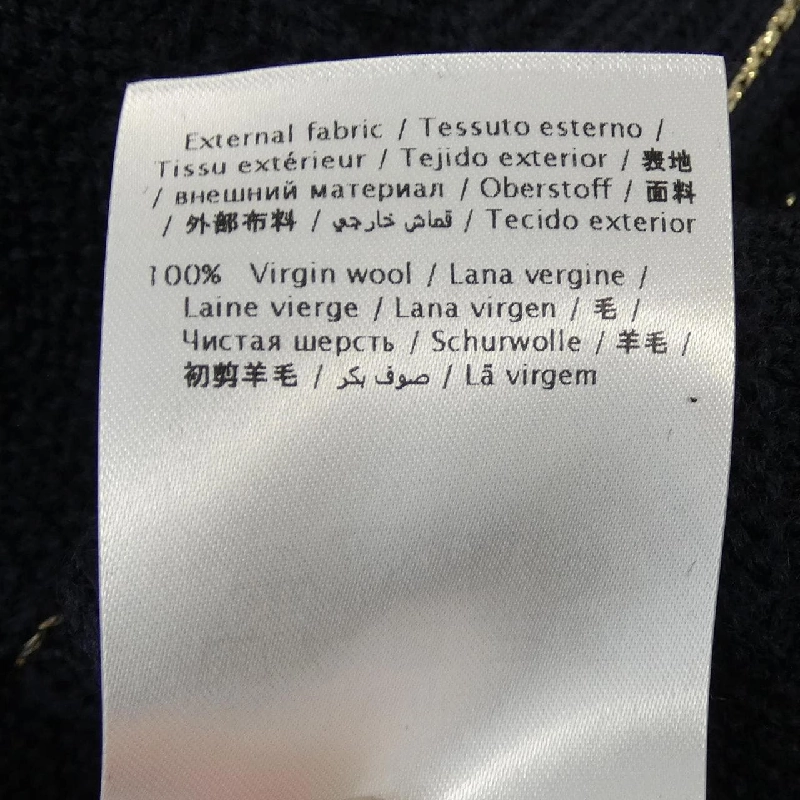 External fabric / Tessuto esterno /
Tissu extérieur / Tejido exterior / 表地
/ внешний материал / Oberstoff / 面料
/ 外部布料 / قماش خارجي / Tecido exterior
100% Virgin wool / Lana vergine /
Laine vierge / Lana virgen / 毛 /
Чистая шерсть / Schurwolle / 羊毛 /
初剪羊毛 / صوف بكر / Lã virgem